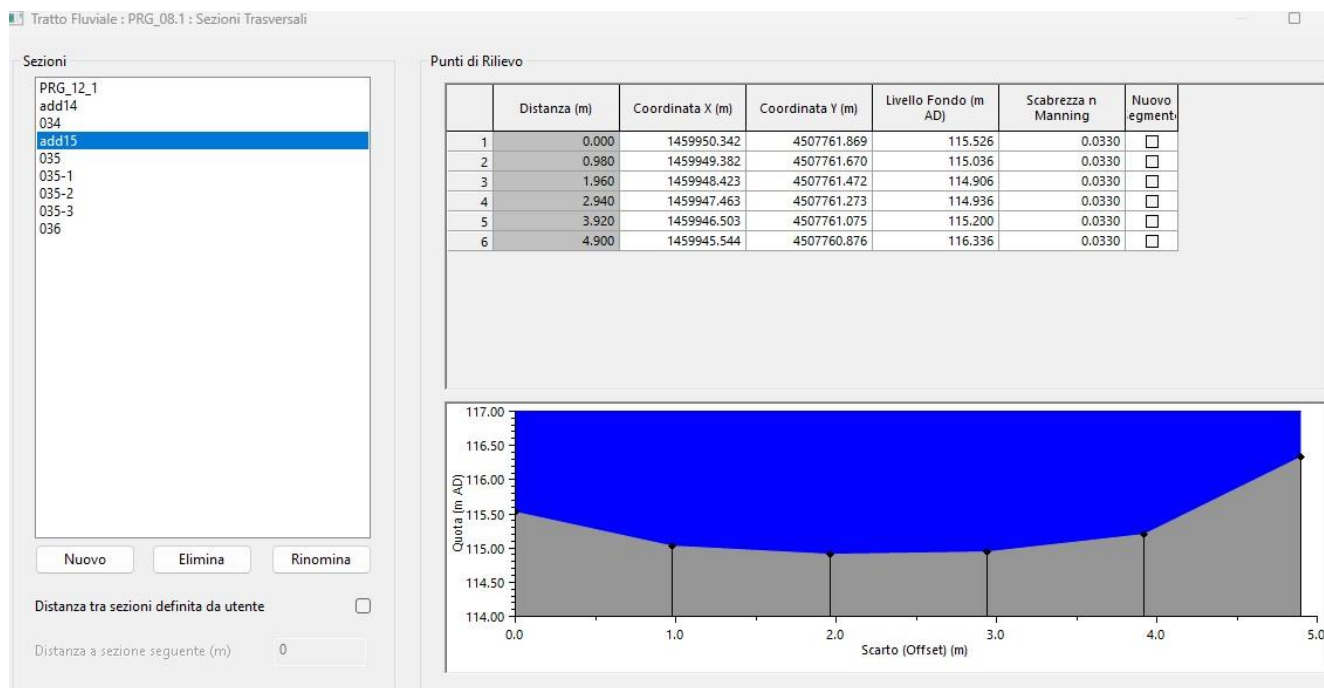 Tratto Fluviale : PRG_08.1 : Sezioni Trasversali
Sezioni
PRG_12_1
add14
034
add15
035
035-1
035-2
035-3
036
Nuovo Elimina Rinomina
Distanza tra sezioni definita da utente
Distanza a sezione seguente (m) 0
Punti di Rilievo
Distanza (m) Coordinata X (m) Coordinata Y (m) Livello Fondo (m AD) Scabrezza n Manning Nuovo egment
1 0.000 1459950.342 4507761.869 115.526 0.0330
2 0.980 1459949.382 4507761.670 115.036 0.0330
3 1.960 1459948.423 4507761.472 114.906 0.0330
4 2.940 1459947.463 4507761.273 114.936 0.0330
5 3.920 1459946.503 4507761.075 115.200 0.0330
6 4.900 1459945.544 4507760.876 116.336 0.0330
117.00
116.50
116.00
115.50
115.00
114.50
114.00
Quota (m AD)
0.0 1.0 2.0 3.0 4.0 5.0
Scarto (Offset) (m)